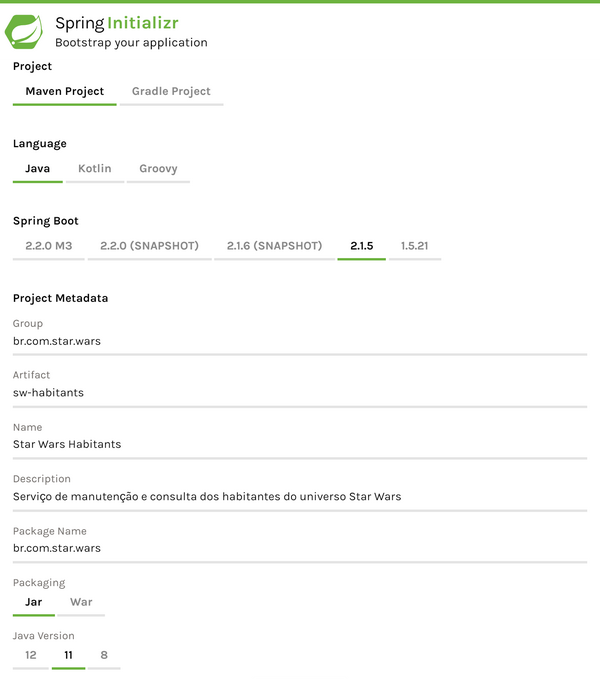 Spring Initializr
Bootstrap your application
Project
Maven Project Gradle Project
Language
Java Kotlin Groovy
Spring Boot
2.2.0 M3 2.2.0 (SNAPSHOT) 2.1.6 (SNAPSHOT) 2.1.5 1.5.21
Project Metadata
Group
br.com.star.wars
Artifact
sw-habitants
Name
Star Wars Habitants
Description
Serviço de manutenção e consulta dos habitantes do universo Star Wars
Package Name
br.com.star.wars
Packaging
Jar War
Java Version
12 11 8